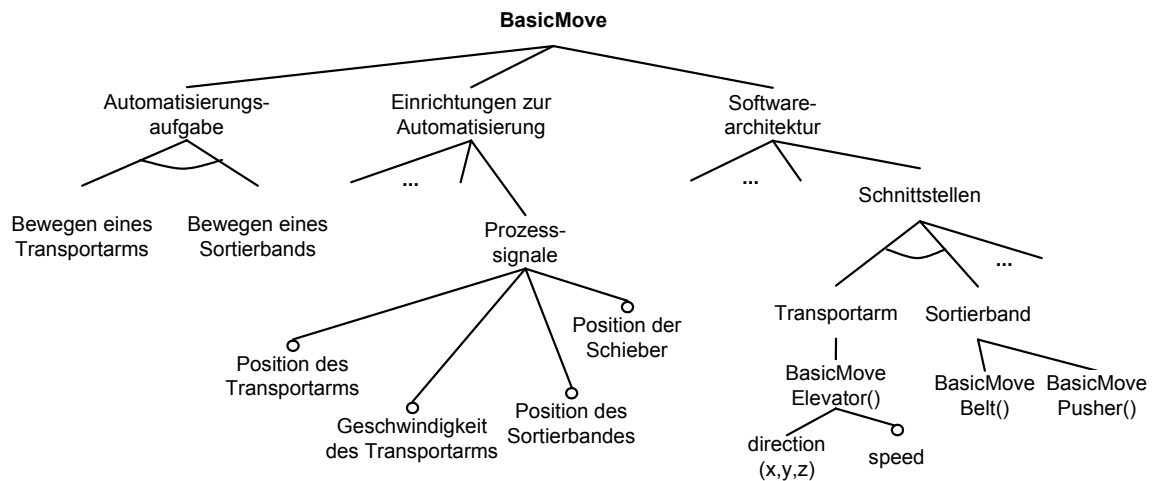 BasicMove
Automatisierungs-
aufgabe
Einrichtungen zur
Automatisierung
Software-
architektur
Bewegen eines
Transportarms
Bewegen eines
Sortierbands
...
Prozess-
signale
...
Schnittstellen
Position des
Transportarms
Geschwindigkeit
des Transportarms
Position des
Sortierbandes
Position der
Schieber
Transportarm
Sortierband
...
BasicMove
Elevator()
direction
(x,y,z)
speed
BasicMove
Belt()
BasicMove
Pusher()